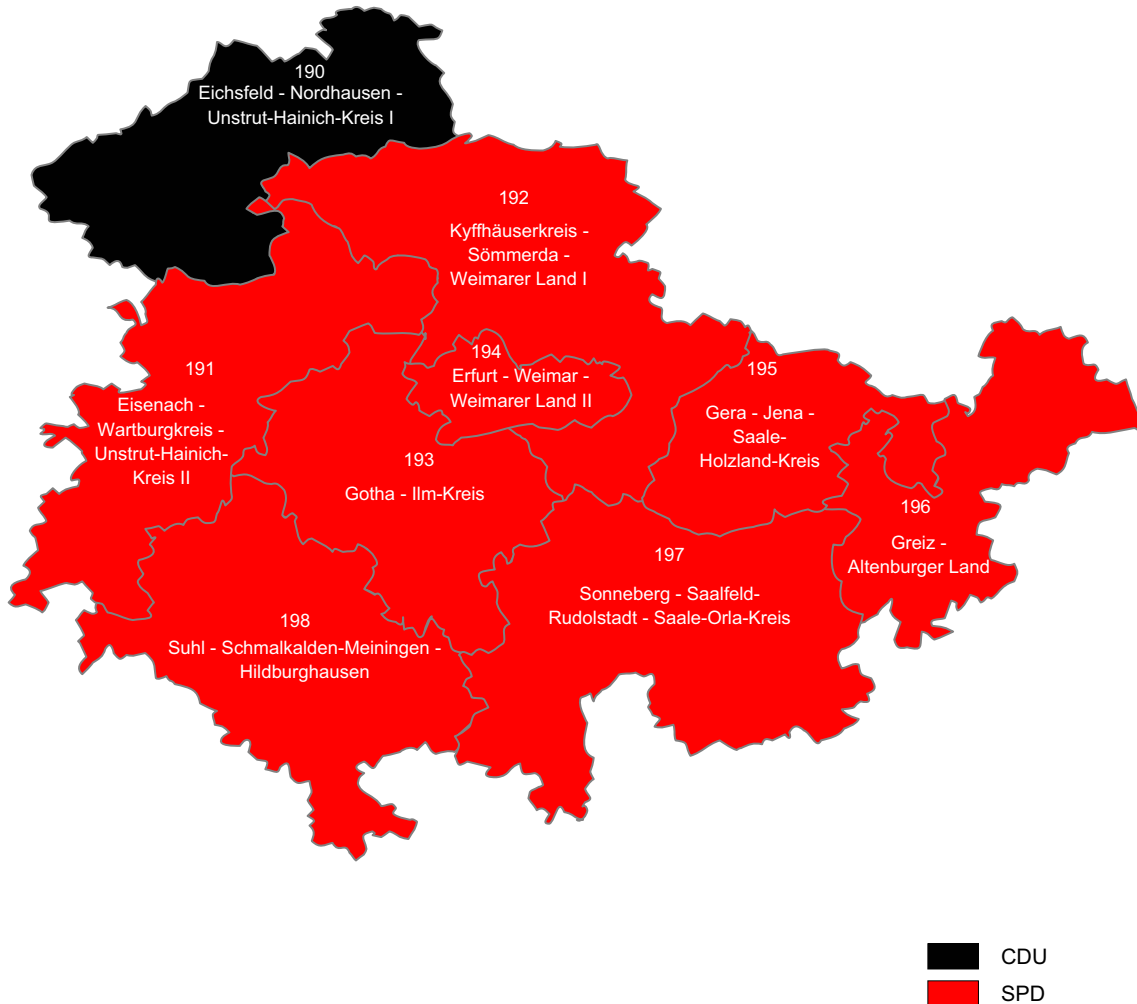 190
Eichsfeld - Nordhausen -
Unstrut-Hainich-Kreis I
192
Kyffhäuserkreis -
Sömmerda -
Weimarer Land I
194
Erfurt - Weimar -
Weimarer Land II
191
Eisenach -
Wartburgkreis -
Unstrut-Hainich-
Kreis II
195
Gera - Jena -
Saale-
Holzland-Kreis
193
Gotha - Ilm-Kreis
196
Greiz -
Altenburger Land
197
Sonneberg - Saalfeld-
Rudolstadt - Saale-Orla-Kreis
198
Suhl - Schmalkalden-Meiningen -
Hildburghausen
CDU
SPD